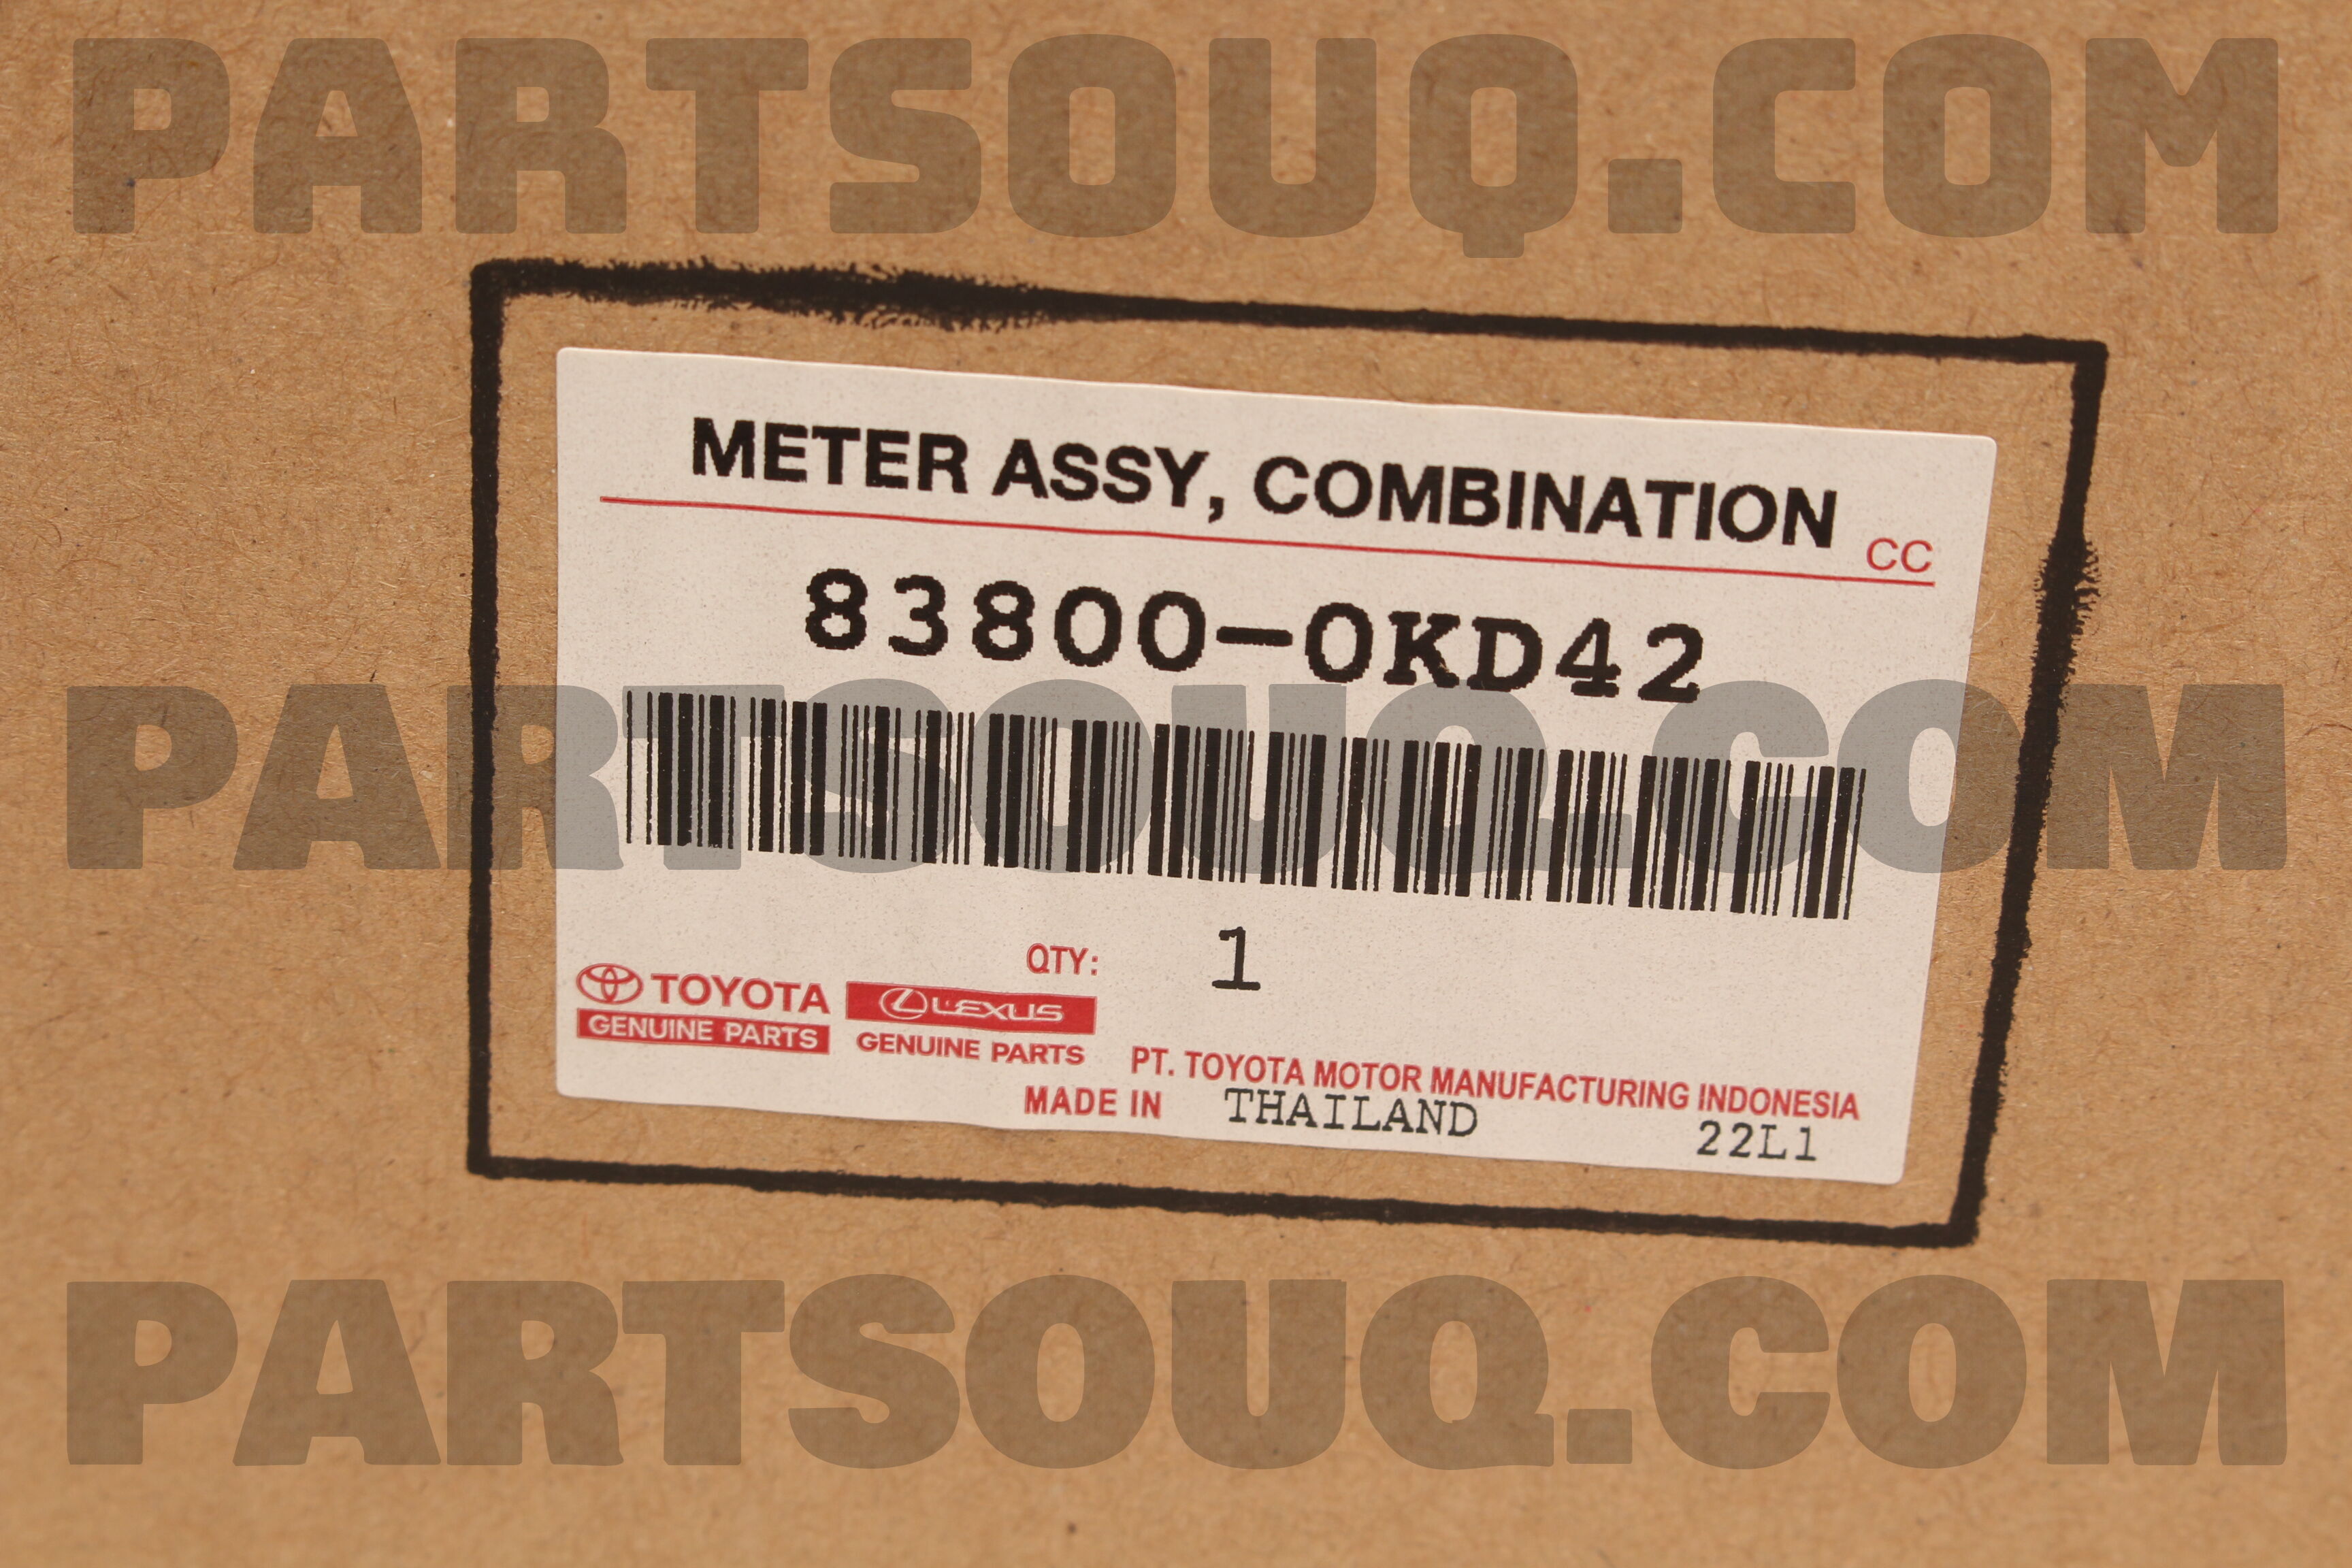 PARTSOUQ.COM
METER ASSY, COMBINATION
CC
83800-0KD42
PARTSOUQ.COM
QTY: 1
TOYOTA
GENUINE PARTS
LEXUS
GENUINE PARTS
PT. TOYOTA MOTOR MANUFACTURING INDONESIA
MADE IN THAILAND
22L1
PARTSOUQ.COM